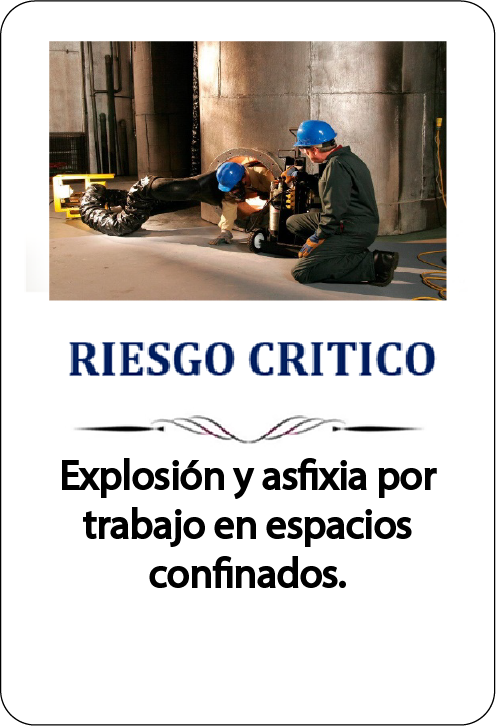 RIESGO CRITICO
Explosión y asfixia por
trabajo en espacios
confinados.